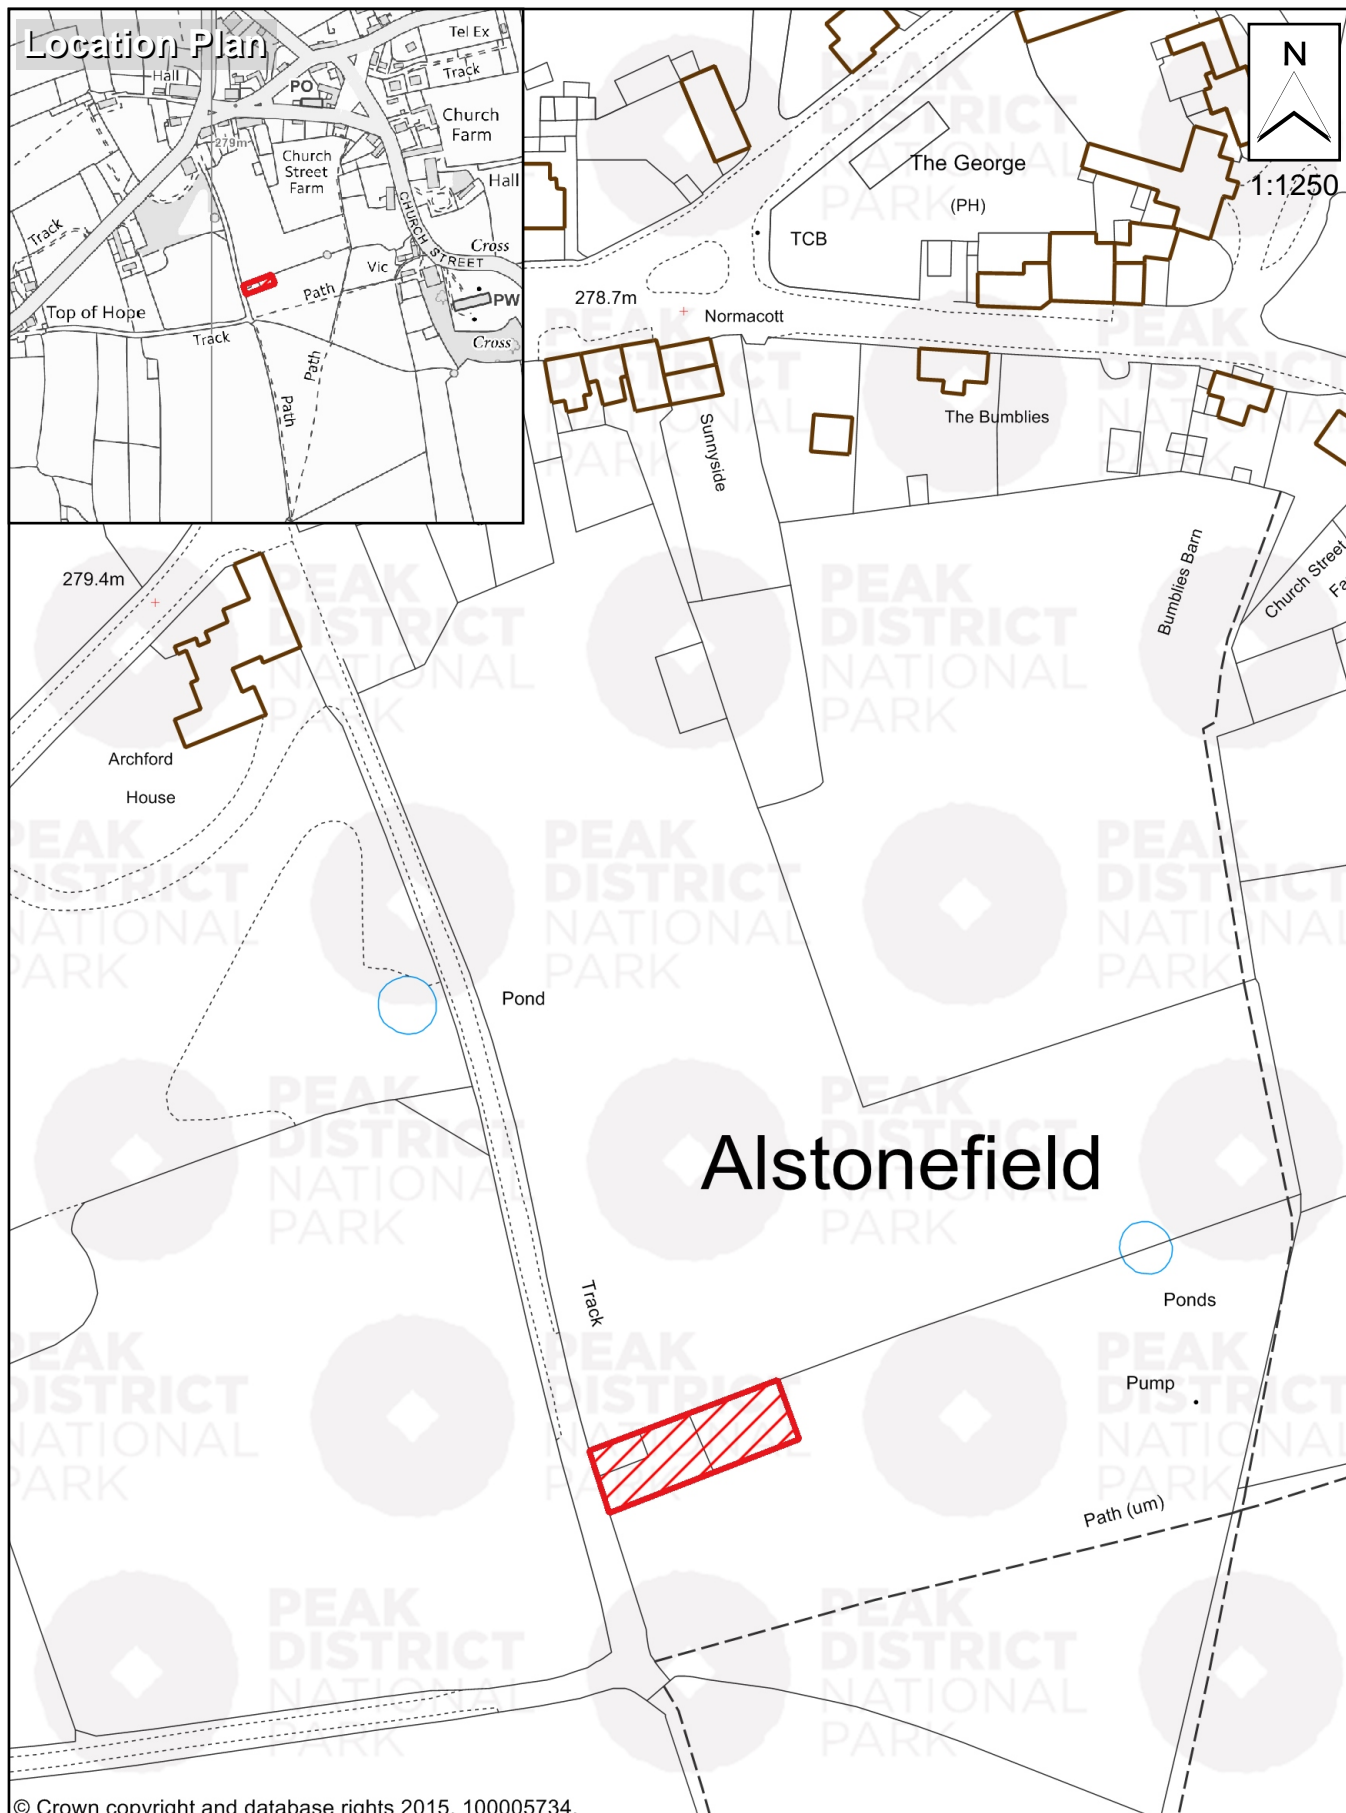 Location Plan
Tel Ex
Track
Hall
PO
Church
Farm
279m
Church
Street
Farm
Hall
CHURCH STREET
Cross
Track
Vic
Path
PW
Top of Hope
Track
Cross
Path
Path
N
1:1250
The George
(PH)
TCB
278.7m
Normacott
The Bumblies
Sunnyside
Bumblies Barn
Church Street
Fa
279.4m
Archford
House
Pond
Alstonefield
Track
Ponds
Pump
Path (um)
PEAK
DISTRICT
NATIONAL
PARK
© Crown copyright and database rights 2015. 100005734.